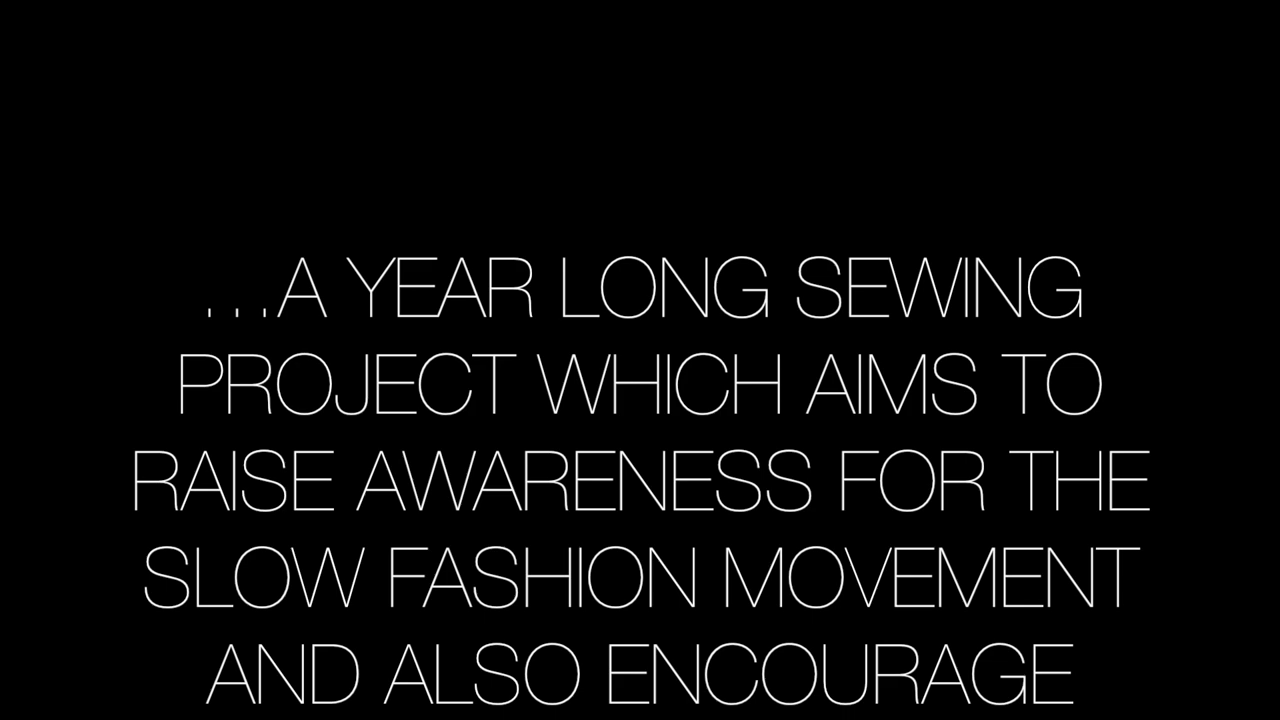 ...A YEAR LONG SEWING
PROJECT WHICH AIMS TO
RAISE AWARENESS FOR THE
SLOW FASHION MOVEMENT
AND ALSO ENCOURAGE